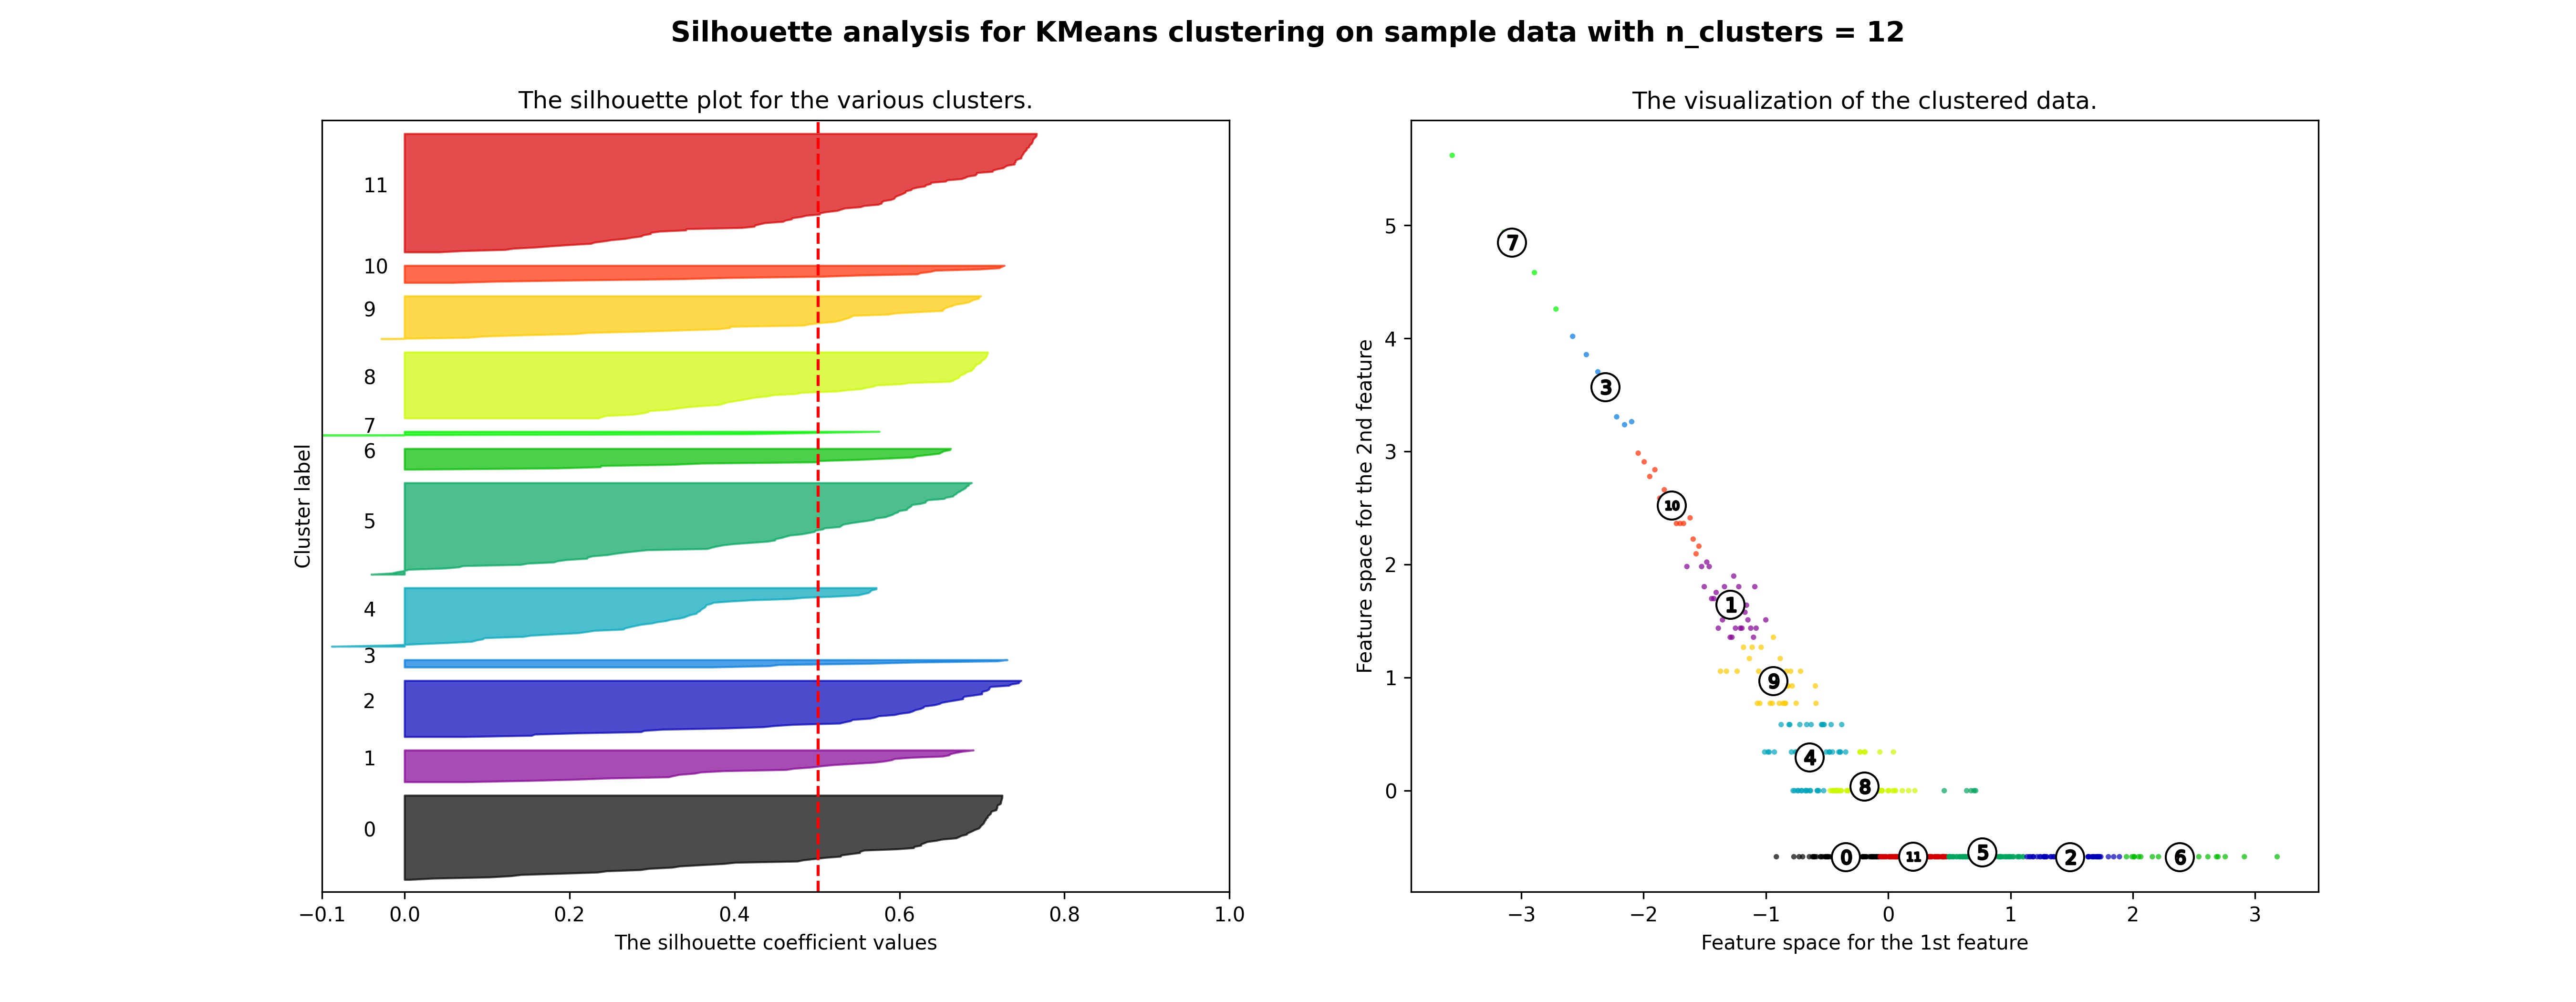 Silhouette analysis for KMeans clustering on sample data with n_clusters = 12
The silhouette plot for the various clusters.
Cluster label
11
10
9
8
7
6
5
4
3
2
1
0
−0.1 0.0 0.2 0.4 0.6 0.8 1.0
The silhouette coefficient values
The visualization of the clustered data.
Feature space for the 2nd feature
5
4
3
2
1
0
7
3
10
1
9
4
8
0 11 5 2 6
−3 −2 −1 0 1 2 3
Feature space for the 1st feature